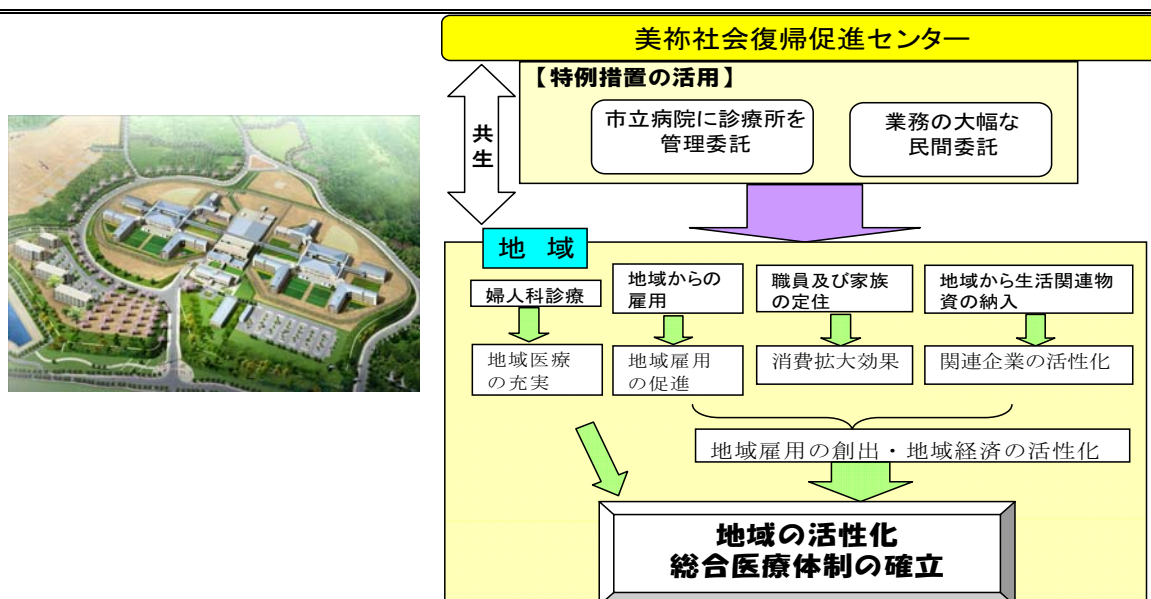 美祢社会復帰促進センター
【特例措置の活用】
市立病院に診療所を
管理委託
業務の大幅な
民間委託
共
生
地　域
婦人科診療
地域からの
雇用
職員及び家族
の定住
地域から生活関連物
資の納入
地域医療
の充実
地域雇用
の促進
消費拡大効果
関連企業の活性化
地域雇用の創出・地域経済の活性化
地域の活性化
総合医療体制の確立